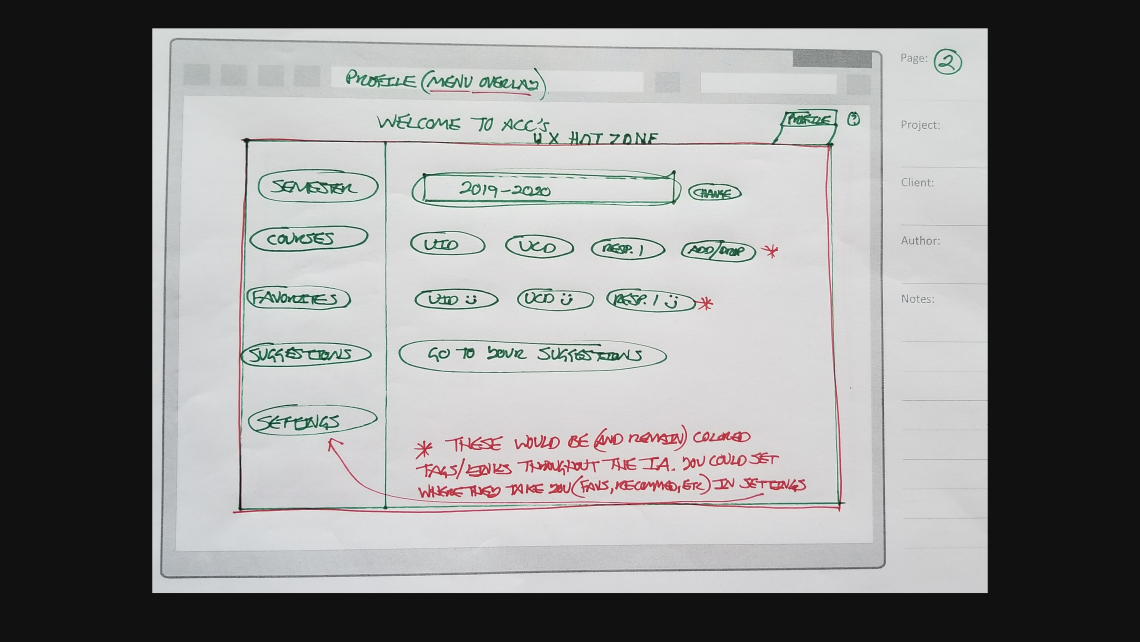 Page: 2
PROFILE (MENU OVERLAY)
Project:
WELCOME TO ACC'S
UX HOT ZONE
PROFILE ?
Client:
SEMESTER 2019-2020 CHANGE
COURSES UID UCD RESP. 1 ADD/DROP *
Author:
FAVORITES UID :) UCD :) RESP. 1 :) *
Notes:
SUGGESTIONS GO TO YOUR SUGGESTIONS
SETTINGS
* THESE WOULD BE (AND REMAIN) COLORED
TAGS/LINKS THROUGHOUT THE IA. YOU COULD SET
WHERE THEY TAKE YOU (FAVS, RECOMMED, ETC) IN SETTINGS